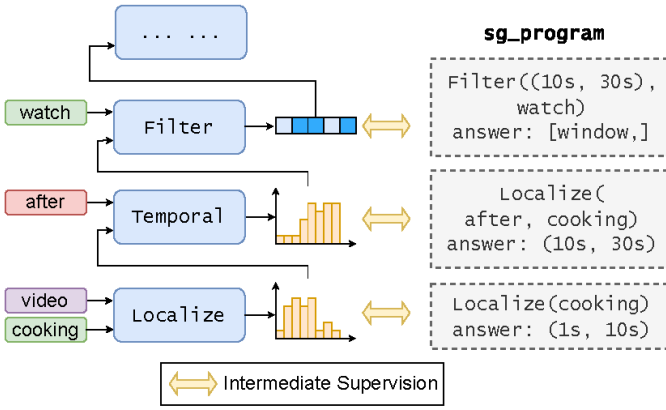 ... ...
sg_program
watch
Filter
Filter((10s, 30s),
watch)
answer: [window,]
after
Temporal
Localize(
after, cooking)
answer: (10s, 30s)
video
cooking
Localize
Localize(cooking)
answer: (1s, 10s)
Intermediate Supervision